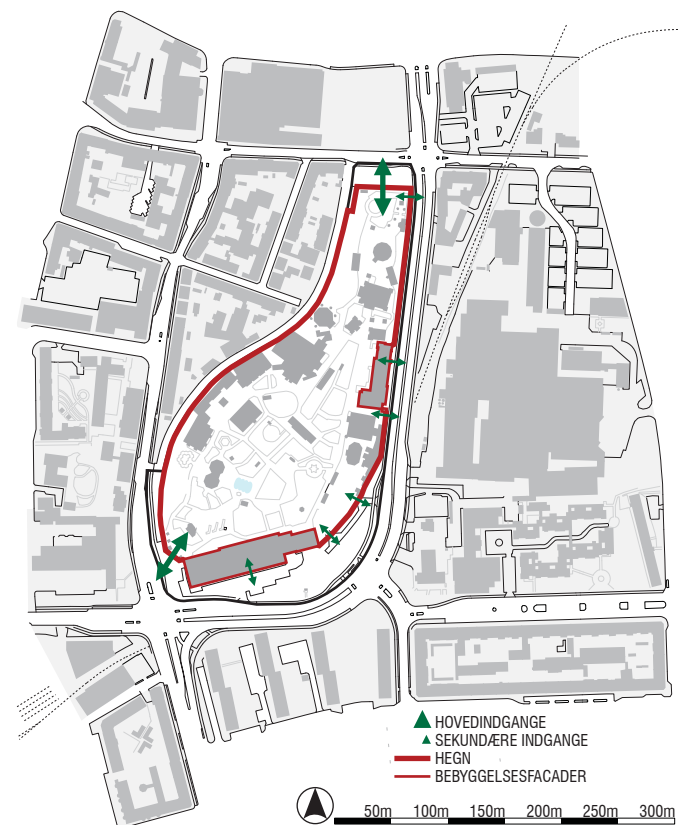 HOVEDINDGANGE
SEKUNDÆRE INDGANGE
HEGN
BEBYGGELSESFACADER
50m 100m 150m 200m 250m 300m